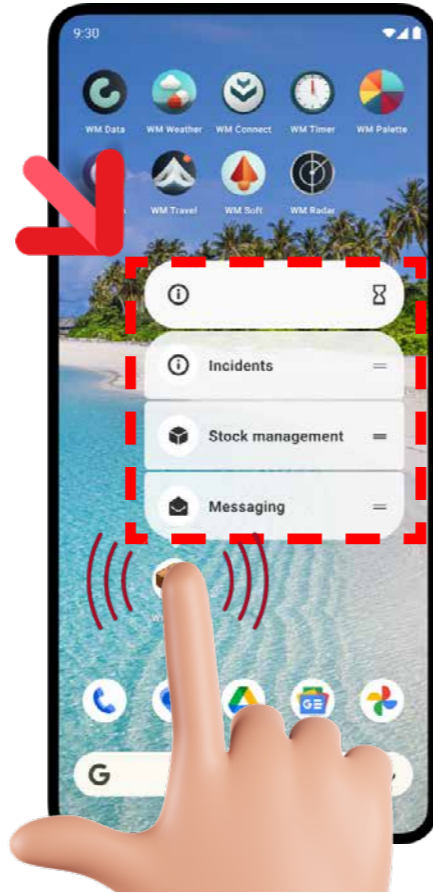 9:30
WM Data WM Weather WM Connect WM Timer WM Palette
WM Travel WM Soft WM Radar
Incidents
Stock management
Messaging
G